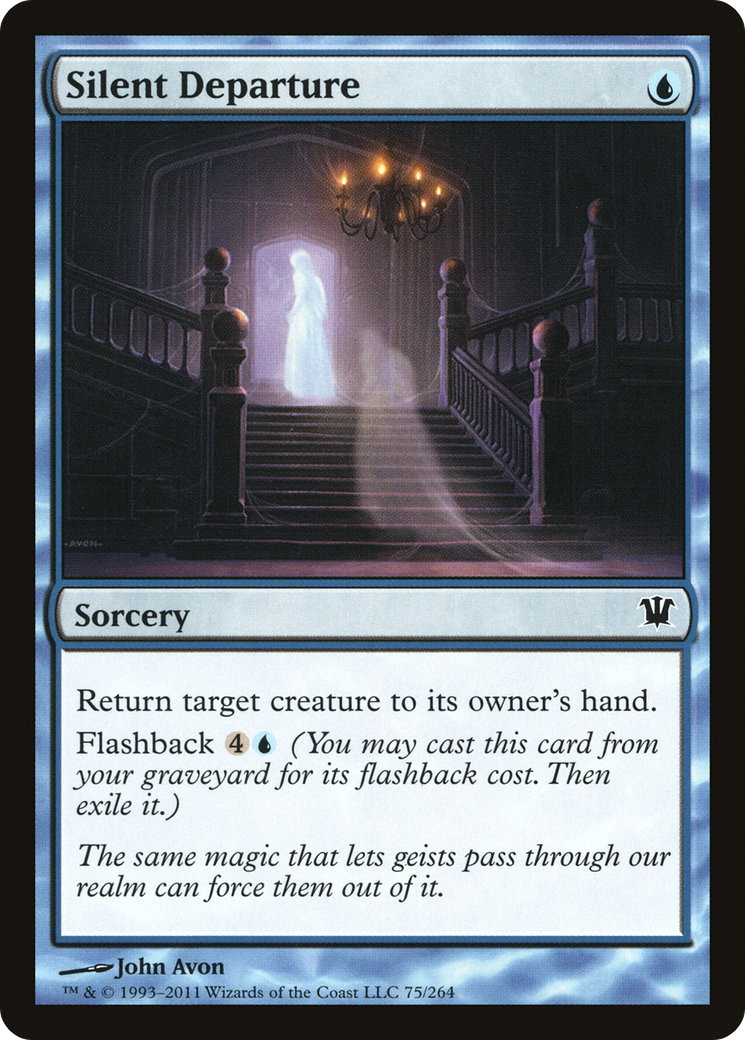 Silent Departure
Sorcery
Return target creature to its owner's hand.
Flashback 4 (You may cast this card from
your graveyard for its flashback cost. Then
exile it.)
The same magic that lets geists pass through our
realm can force them out of it.
-AVON-
John Avon
™ & © 1993–2011 Wizards of the Coast LLC 75/264